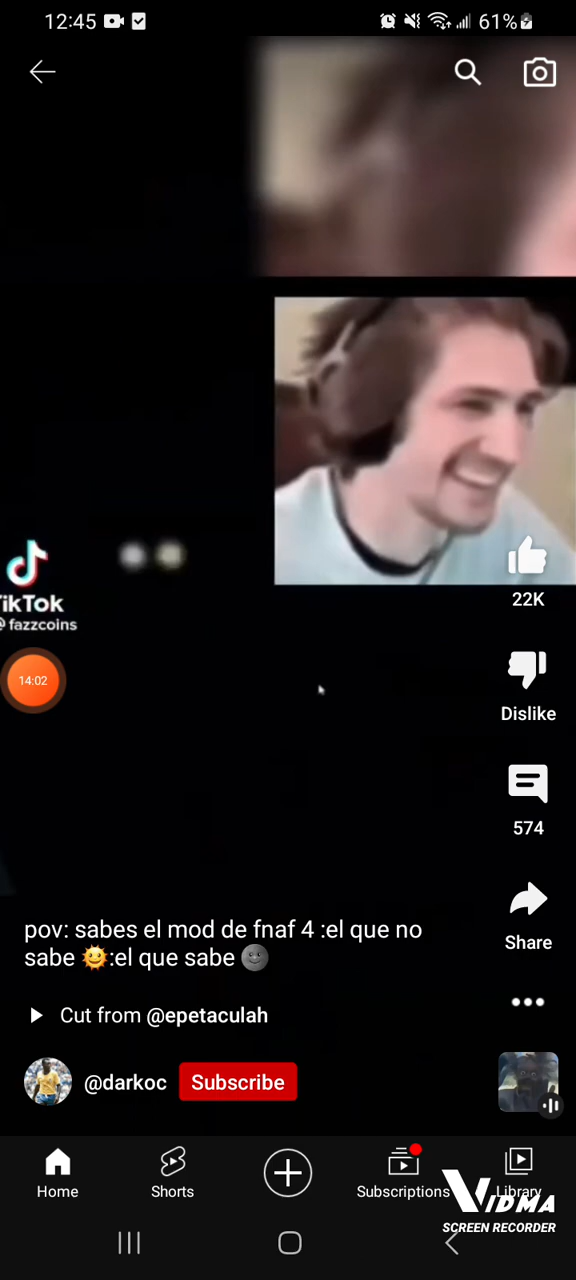 12:45
61%
TikTok
@ fazzcoins
14:02
22K
Dislike
574
Share
pov: sabes el mod de fnaf 4 :el que no
sabe 🌞:el que sabe 🌚
Cut from @epetaculah
@darkoc
Subscribe
Home
Shorts
Subscriptions
Library
VIDMA
SCREEN RECORDER